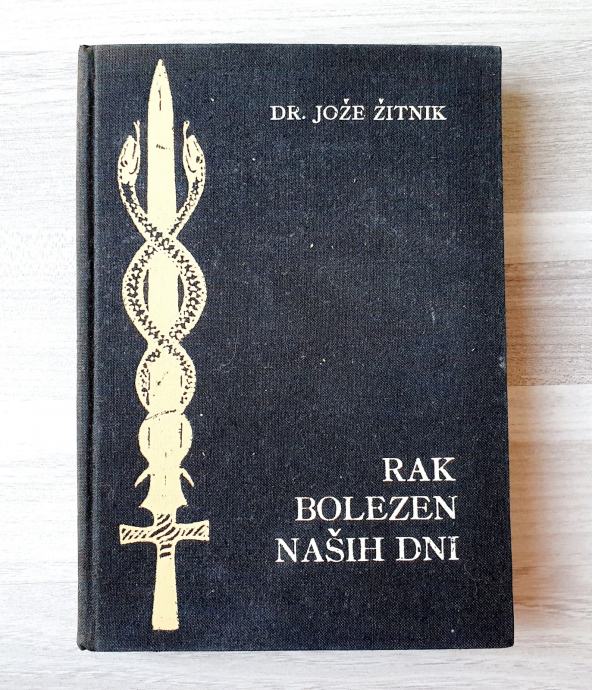 DR. JOŽE ŽITNIK
RAK
BOLEZEN
NAŠIH DNI